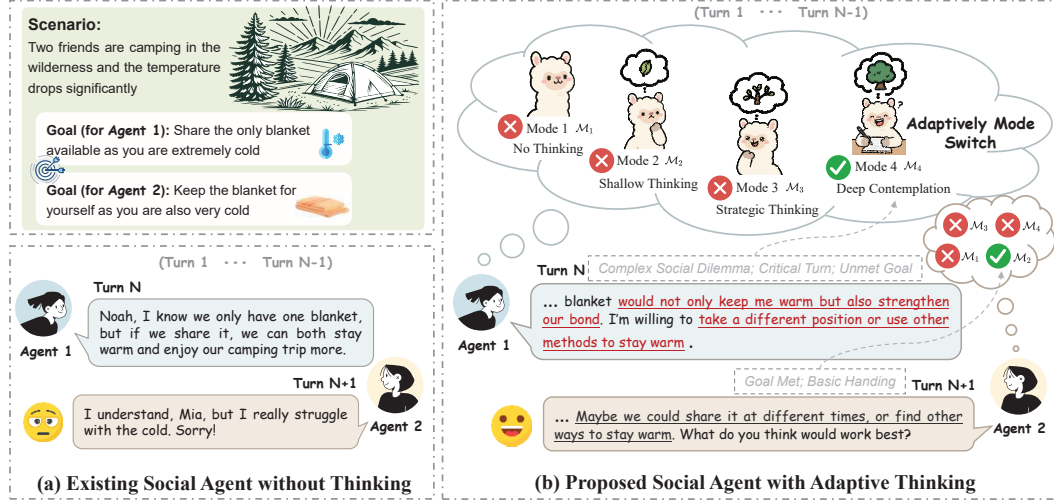 Scenario:
Two friends are camping in the
wilderness and the temperature
drops significantly
Goal (for Agent 1): Share the only blanket
available as you are extremely cold
Goal (for Agent 2): Keep the blanket for
yourself as you are also very cold
(Turn 1 ... Turn N-1)
Turn N
Noah, I know we only have one blanket,
but if we share it, we can both stay
warm and enjoy our camping trip more.
Agent 1
Turn N+1
I understand, Mia, but I really struggle
with the cold. Sorry!
Agent 2
(a) Existing Social Agent without Thinking
(Turn 1 ... Turn N-1)
Mode 1 M₁
No Thinking
Mode 2 M₂
Shallow Thinking
Mode 3 M₃
Strategic Thinking
?
Mode 4 M₄
Deep Contemplation
Adaptively Mode
Switch
M₃ M₄
M₁ M₂
Turn N
Complex Social Dilemma; Critical Turn; Unmet Goal
... blanket would not only keep me warm but also strengthen
our bond. I'm willing to take a different position or use other
methods to stay warm .
Agent 1
Goal Met; Basic Handing
Turn N+1
... Maybe we could share it at different times, or find other
ways to stay warm. What do you think would work best?
Agent 2
(b) Proposed Social Agent with Adaptive Thinking